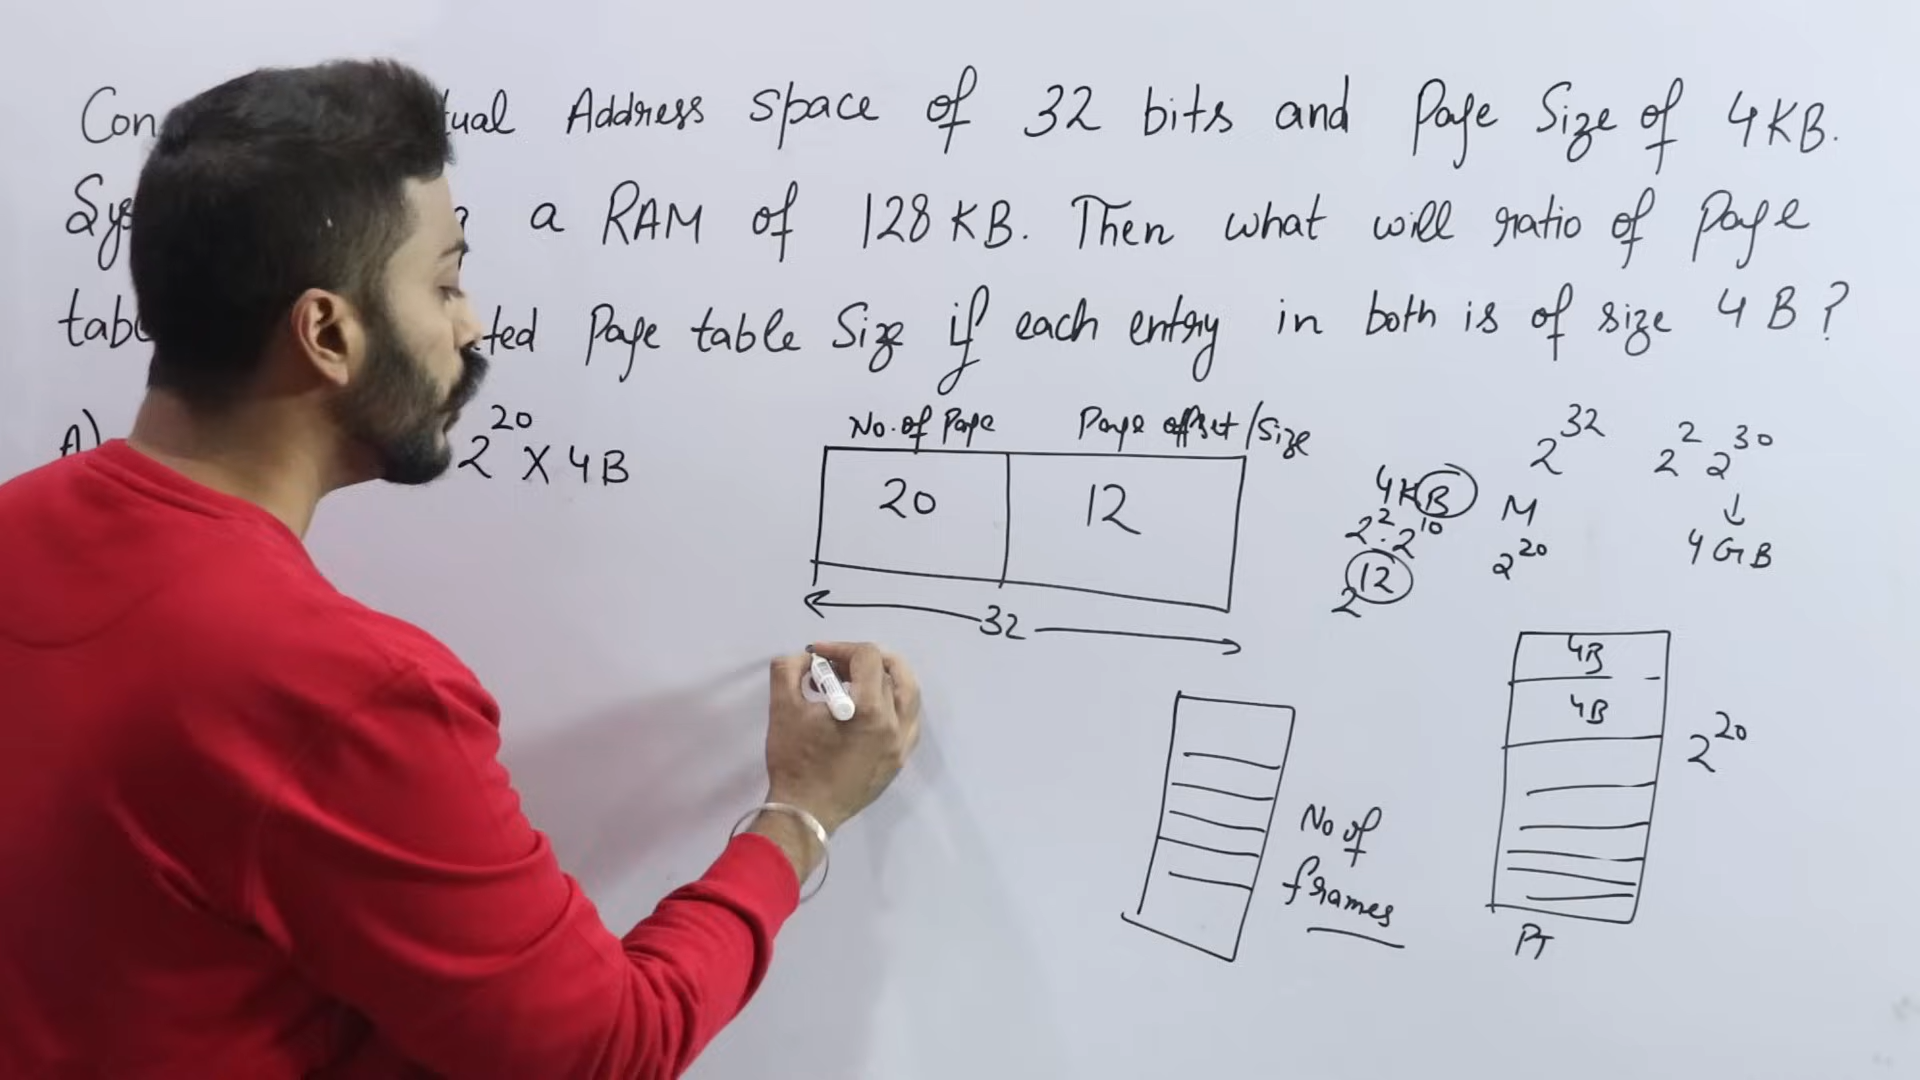 Con tual Address space of 32 bits and Page Size of 4KB.
Sys a RAM of 128 KB. Then what will ratio of Page
tab ted Page table Size if each entry in both is of size 4 B?
A) 2^20 X 4B
No. of Page Page offset/Size
20 12
32
4KB
2^2 . 2^10
2^12
M
2^20
2^32
2^2 2^30
↓
4 GB
No of
frames
4B
4B
2^20
PT